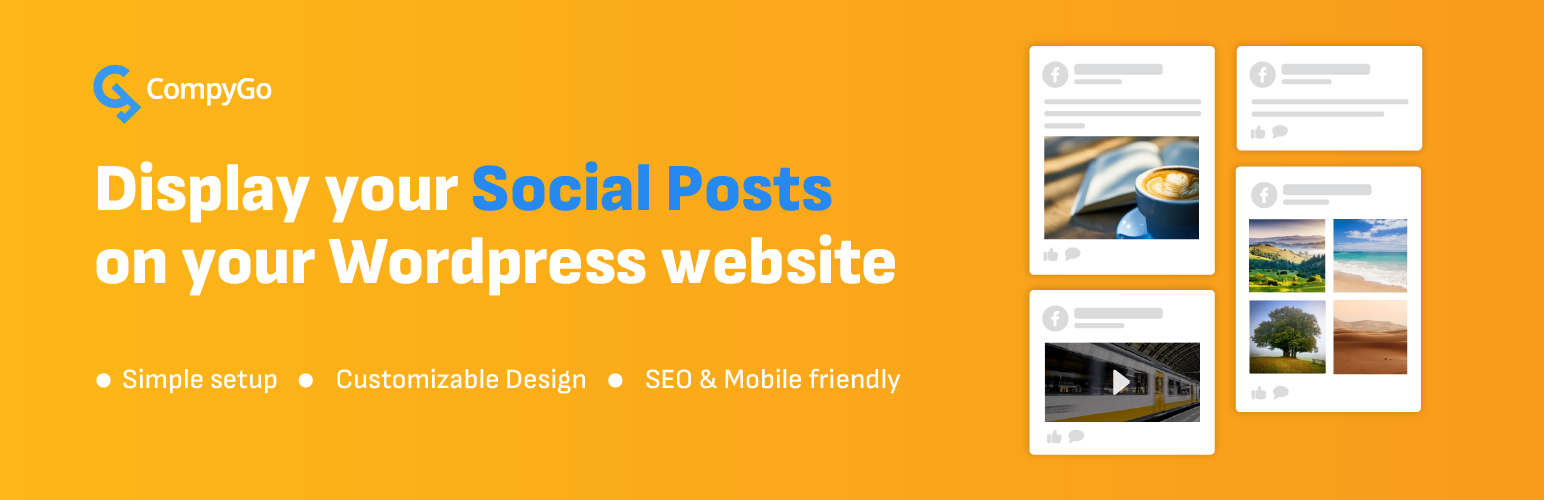 CompyGo
Display your Social Posts
on your Wordpress website
Simple setup
Customizable Design
SEO & Mobile friendly